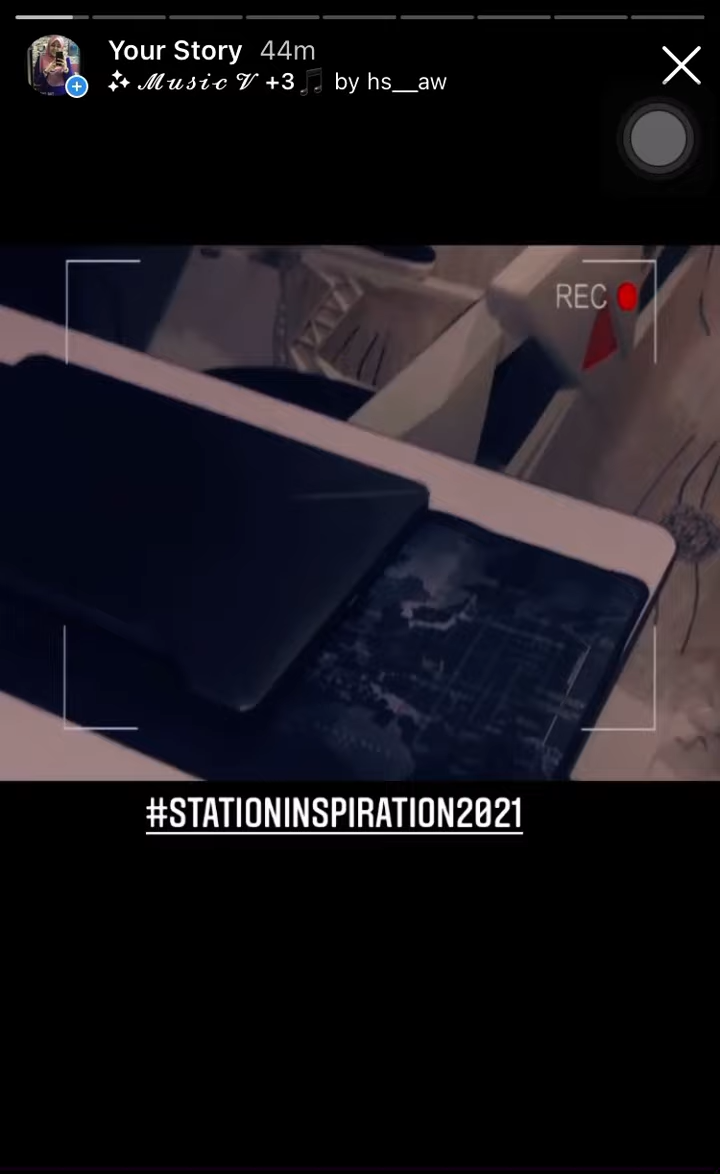 Your Story 44m
✨ 𝓜𝓾𝓼𝓲𝓬 𝓥 +3🎵 by hs__aw
REC
#STATIONINSPIRATION2021